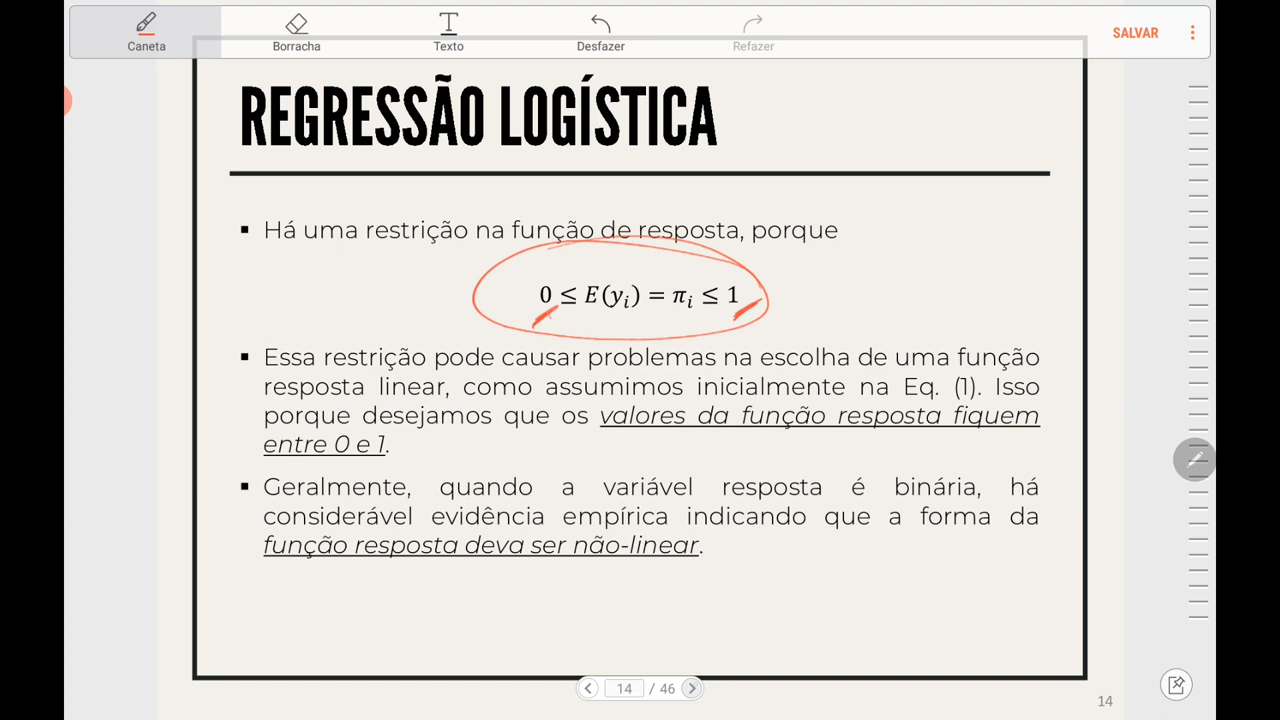 Caneta
Borracha
Texto
Desfazer
Refazer
SALVAR
REGRESSÃO LOGÍSTICA
▪ Há uma restrição na função de resposta, porque
0 ≤ E(yᵢ) = πᵢ ≤ 1
▪ Essa restrição pode causar problemas na escolha de uma função
resposta linear, como assumimos inicialmente na Eq. (1). Isso
porque desejamos que os valores da função resposta fiquem
entre 0 e 1.
▪ Geralmente, quando a variável resposta é binária, há
considerável evidência empírica indicando que a forma da
função resposta deva ser não-linear.
14 / 46
14